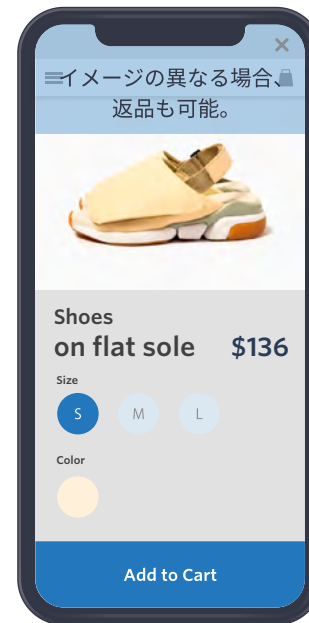 イメージの異なる場合、
返品も可能。
Shoes
on flat sole
$136
Size
S
M
L
Color
Add to Cart